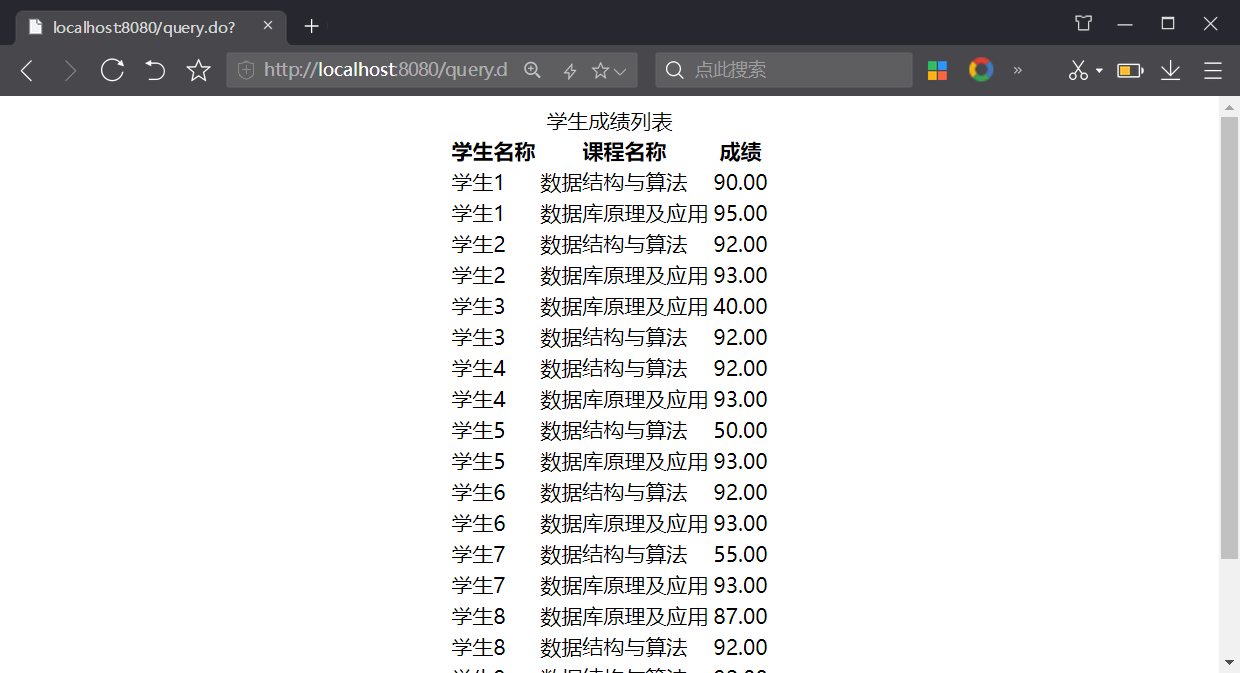 localhost:8080/query.do?
http://localhost:8080/query.d
点此搜索
学生成绩列表
学生名称 课程名称 成绩
学生1 数据结构与算法 90.00
学生1 数据库原理及应用 95.00
学生2 数据结构与算法 92.00
学生2 数据库原理及应用 93.00
学生3 数据库原理及应用 40.00
学生3 数据结构与算法 92.00
学生4 数据结构与算法 92.00
学生4 数据库原理及应用 93.00
学生5 数据结构与算法 50.00
学生5 数据库原理及应用 93.00
学生6 数据结构与算法 92.00
学生6 数据库原理及应用 93.00
学生7 数据结构与算法 55.00
学生7 数据库原理及应用 93.00
学生8 数据库原理及应用 87.00
学生8 数据结构与算法 92.00